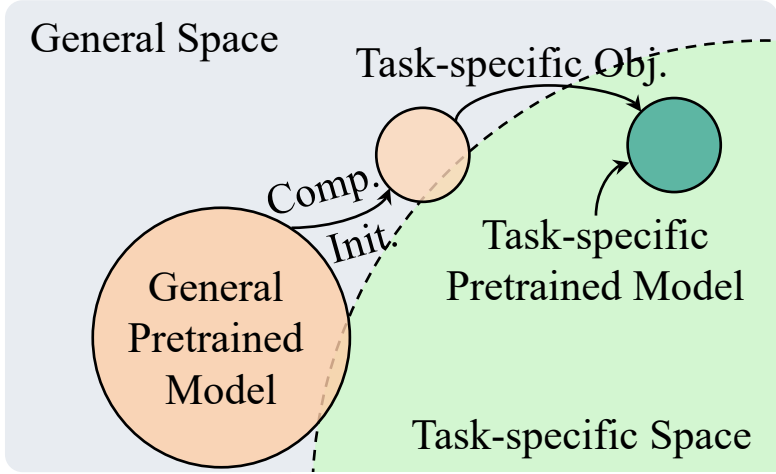 General Space
Task-specific Obj.
Comp.
Init.
Task-specific
Pretrained Model
General
Pretrained
Model
Task-specific Space